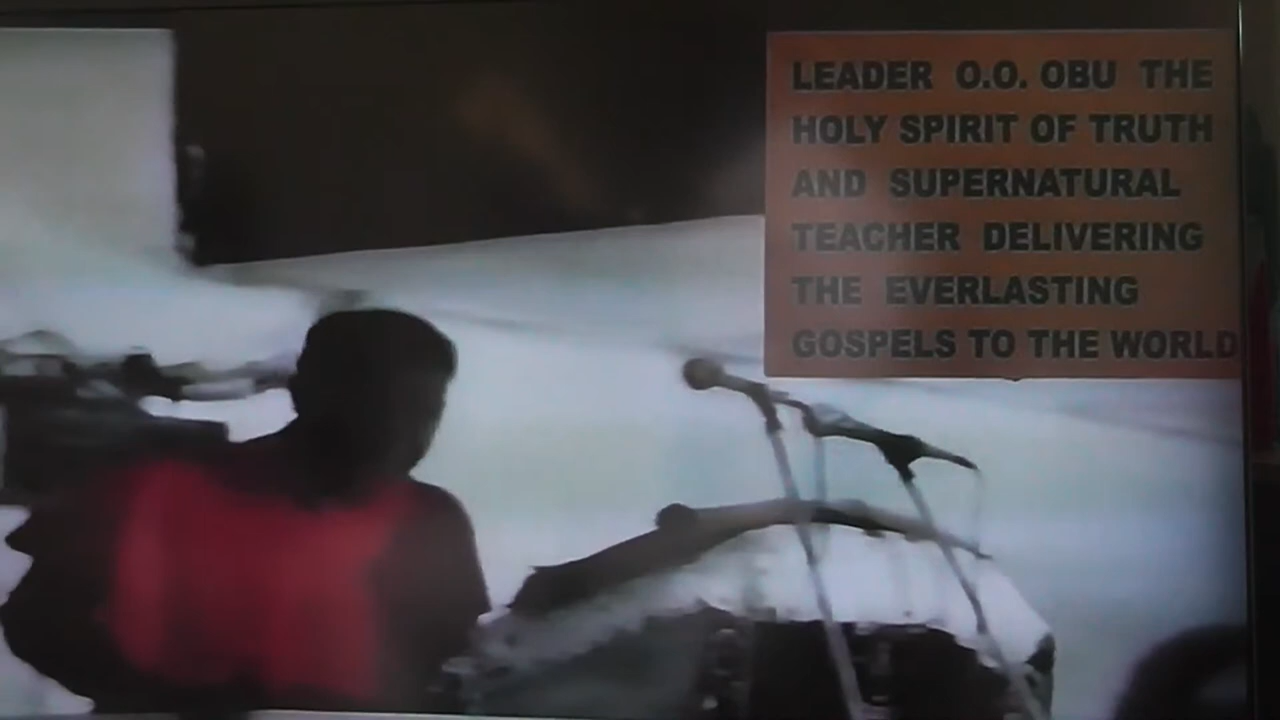 LEADER O.O. OBU THE
HOLY SPIRIT OF TRUTH
AND SUPERNATURAL
TEACHER DELIVERING
THE EVERLASTING
GOSPELS TO THE WORLD